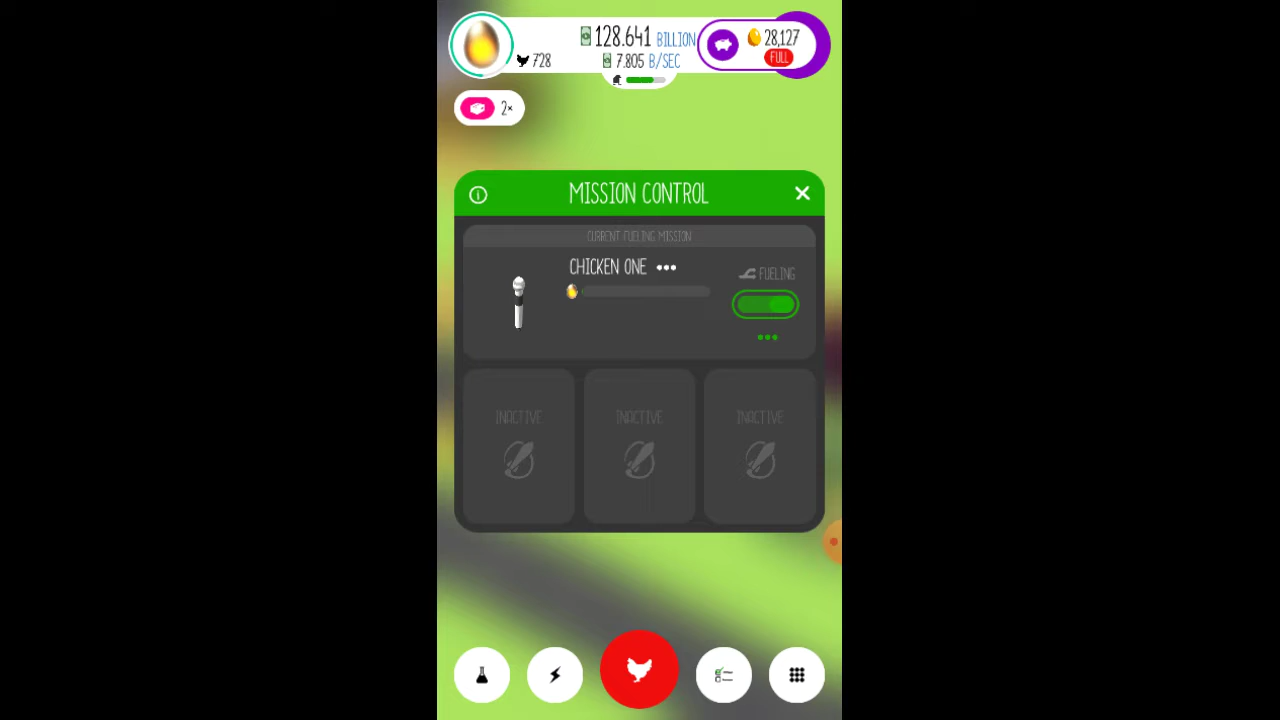 128.641 BILLION
728
7.805 B/SEC
28,127
FULL
2×
MISSION CONTROL
CURRENT FUELING MISSION
CHICKEN ONE •••
FUELING
•••
INACTIVE
INACTIVE
INACTIVE